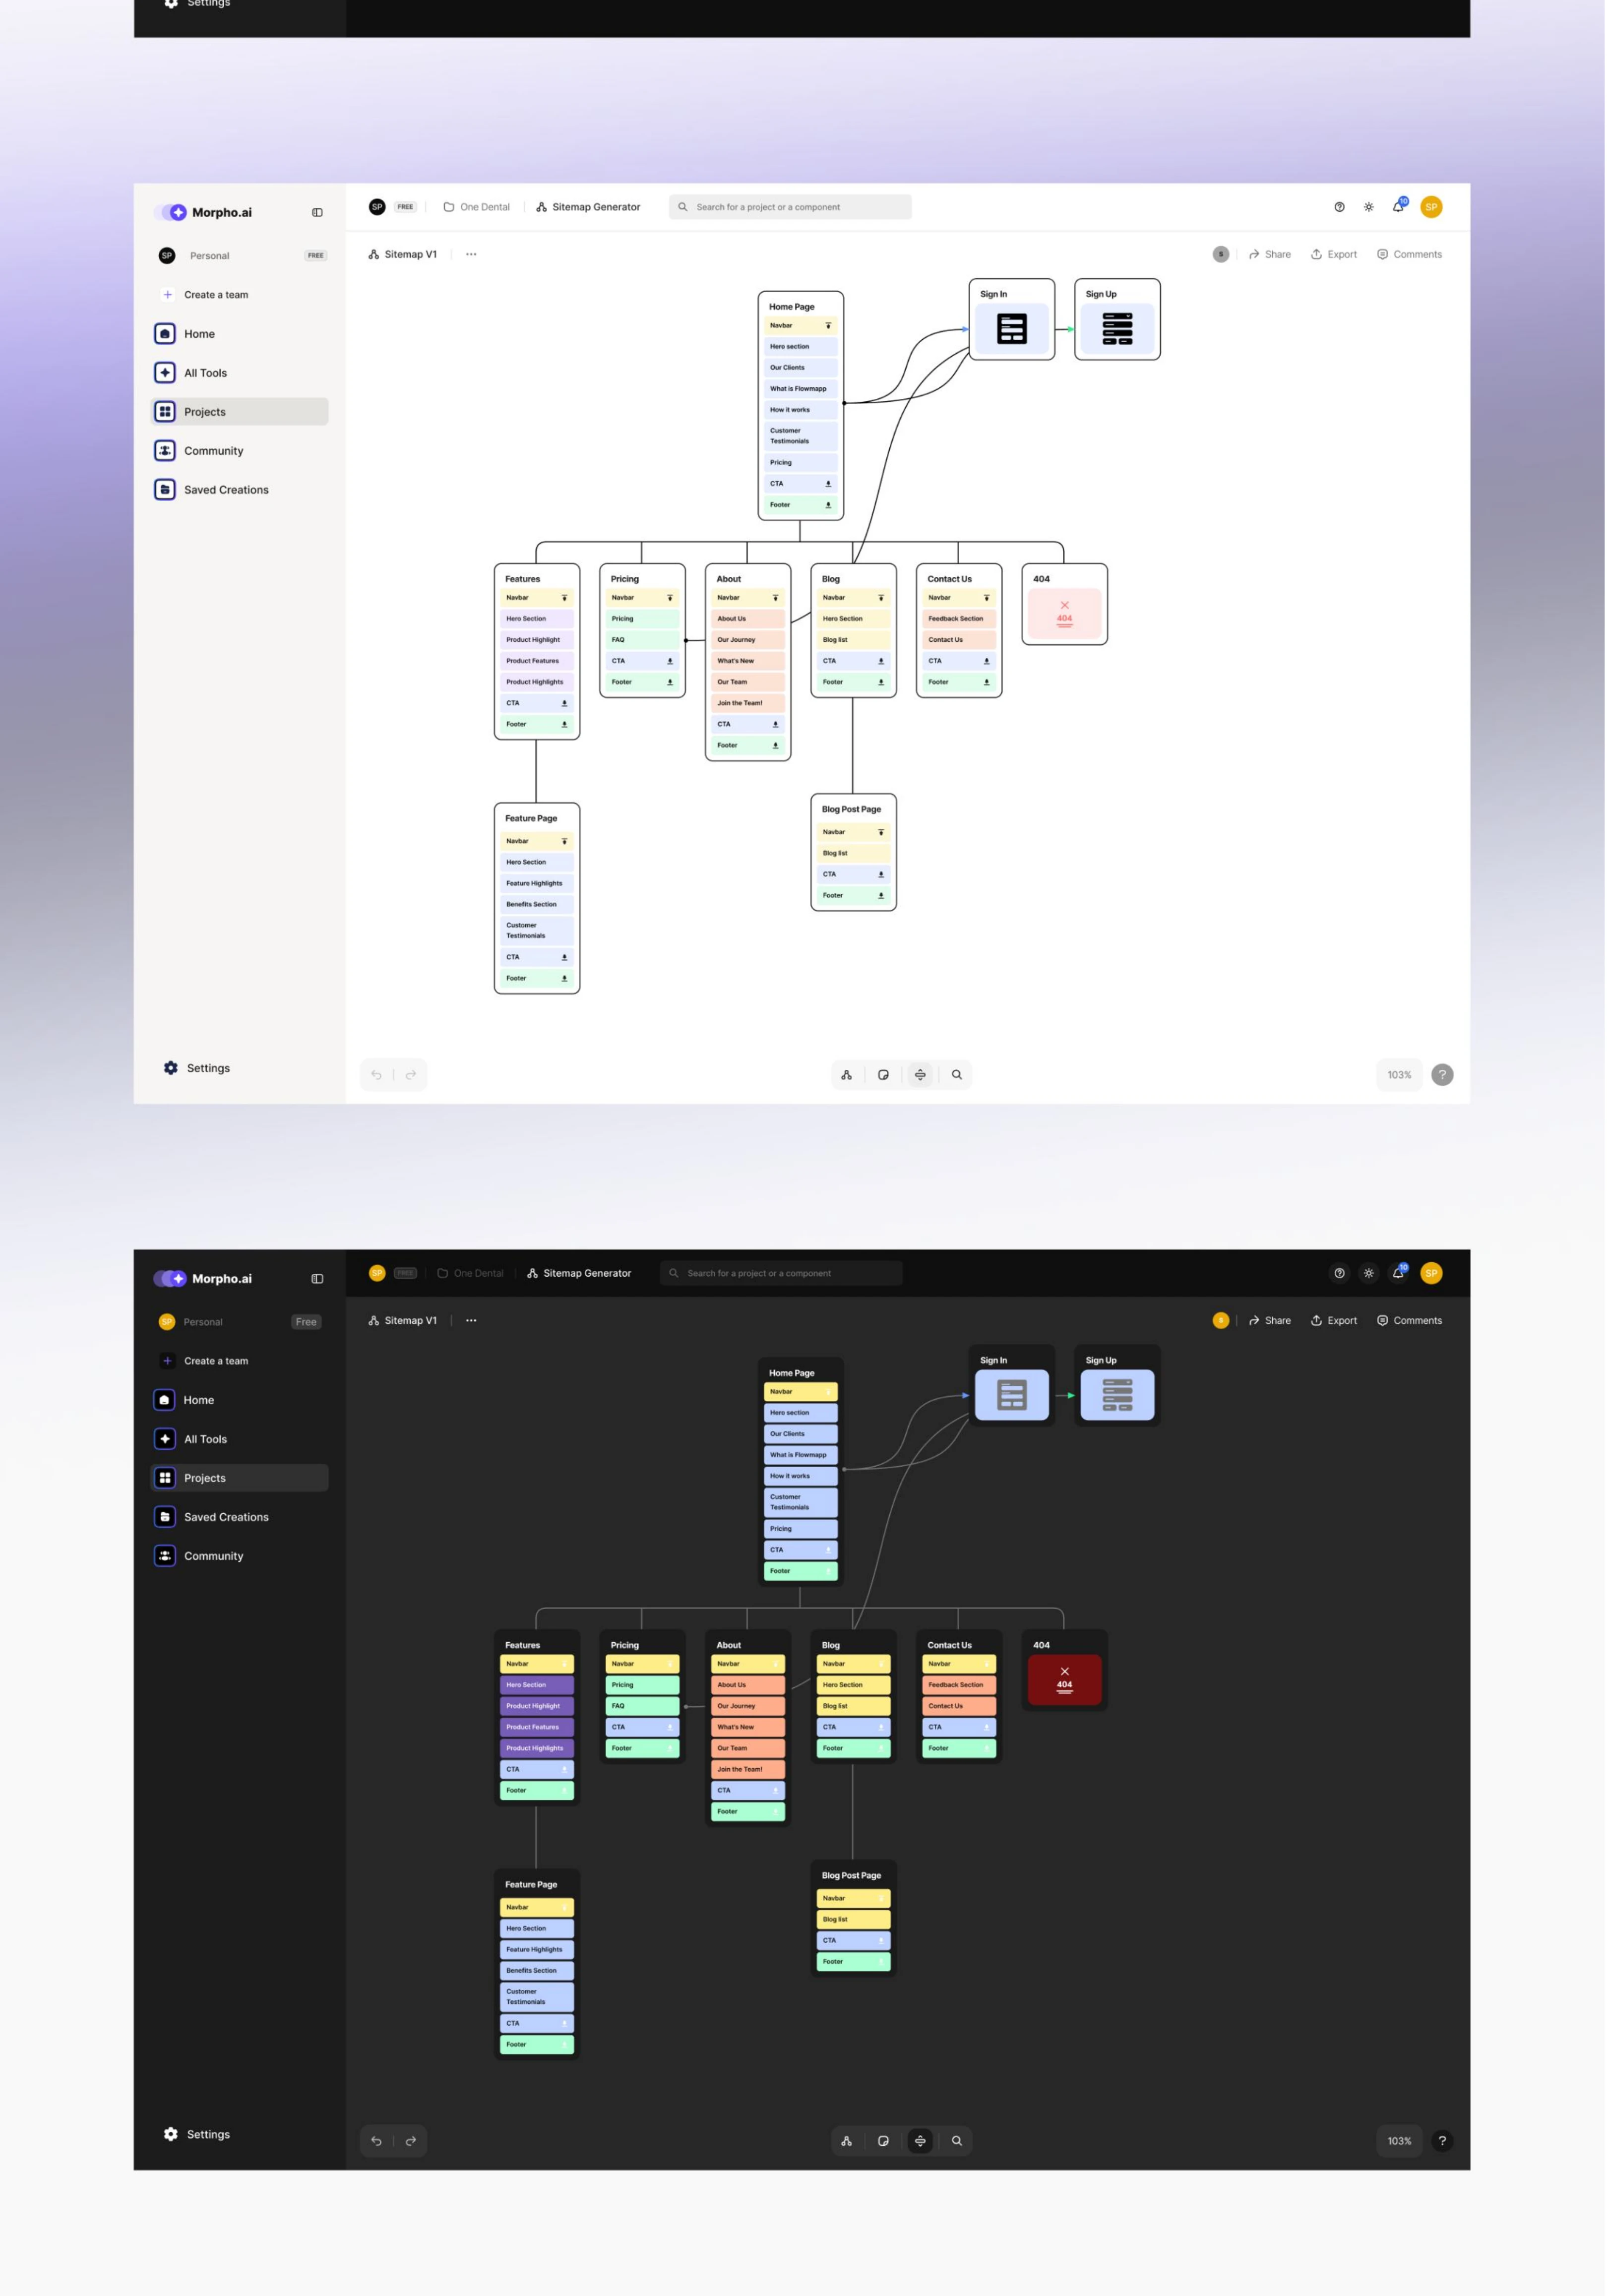 Settings
Morpho.ai
SP Personal FREE
Create a team
Home
All Tools
Projects
Community
Saved Creations
Settings
SP FREE One Dental Sitemap Generator Search for a project or a component 10 SP
Sitemap V1 S Share Export Comments
Home Page
Navbar
Hero section
Our Clients
What is Flowmapp
How it works
Customer
Testimonials
Pricing
CTA
Footer
Sign In
Sign Up
Features
Navbar
Hero Section
Product Highlight
Product Features
Product Highlights
CTA
Footer
Pricing
Navbar
Pricing
FAQ
CTA
Footer
About
Navbar
About Us
Our Journey
What's New
Our Team
Join the Team!
CTA
Footer
Blog
Navbar
Hero Section
Blog list
CTA
Footer
Contact Us
Navbar
Feedback Section
Contact Us
CTA
Footer
404
404
Feature Page
Navbar
Hero Section
Feature Highlights
Benefits Section
Customer
Testimonials
CTA
Footer
Blog Post Page
Navbar
Blog list
CTA
Footer
103% ?
Morpho.ai
SP Personal Free
Create a team
Home
All Tools
Projects
Saved Creations
Community
Settings
SP FREE One Dental Sitemap Generator Search for a project or a component 10 SP
Sitemap V1 S Share Export Comments
Home Page
Navbar
Hero section
Our Clients
What is Flowmapp
How it works
Customer
Testimonials
Pricing
CTA
Footer
Sign In
Sign Up
Features
Navbar
Hero Section
Product Highlight
Product Features
Product Highlights
CTA
Footer
Pricing
Navbar
Pricing
FAQ
CTA
Footer
About
Navbar
About Us
Our Journey
What's New
Our Team
Join the Team!
CTA
Footer
Blog
Navbar
Hero Section
Blog list
CTA
Footer
Contact Us
Navbar
Feedback Section
Contact Us
CTA
Footer
404
404
Feature Page
Navbar
Hero Section
Feature Highlights
Benefits Section
Customer
Testimonials
CTA
Footer
Blog Post Page
Navbar
Blog list
CTA
Footer
103% ?